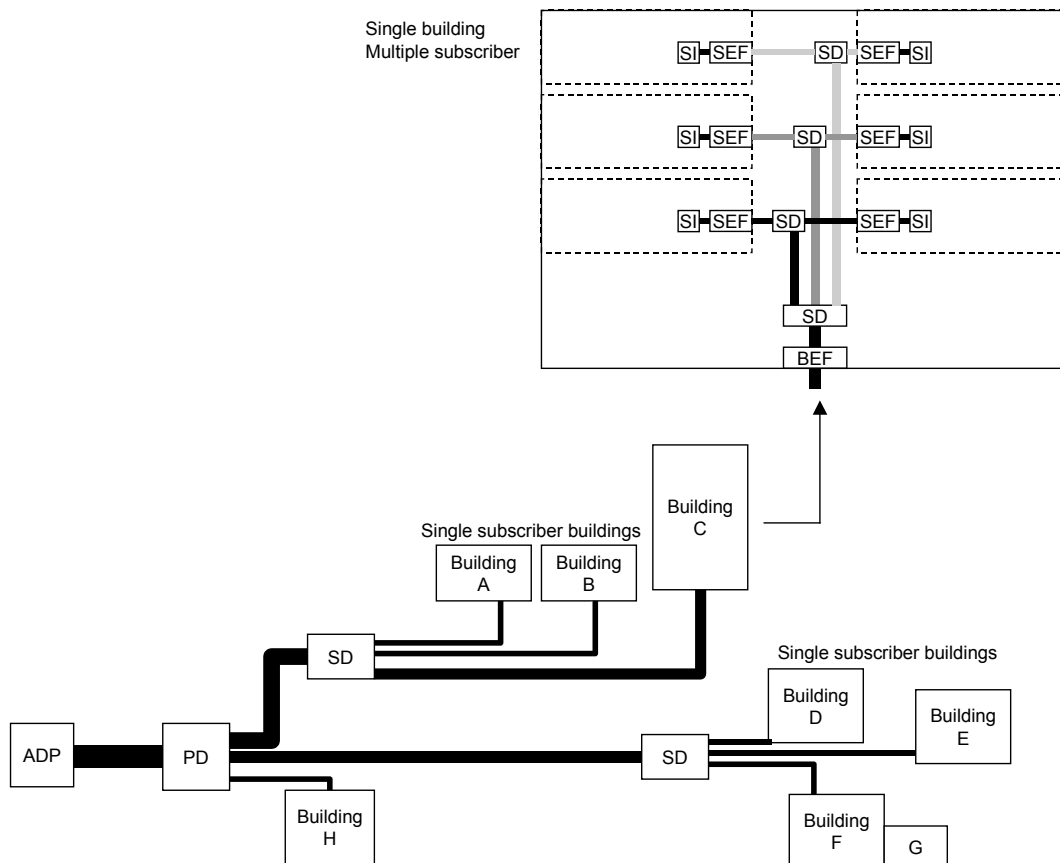 Single building
Multiple subscriber
SI SEF SD SEF SI
SI SEF SD SEF SI
SI SEF SD SEF SI
SD
BEF
Building
C
Single subscriber buildings
Building
A
Building
B
SD
Single subscriber buildings
Building
D
Building
E
ADP
PD
SD
Building
H
Building
F
G